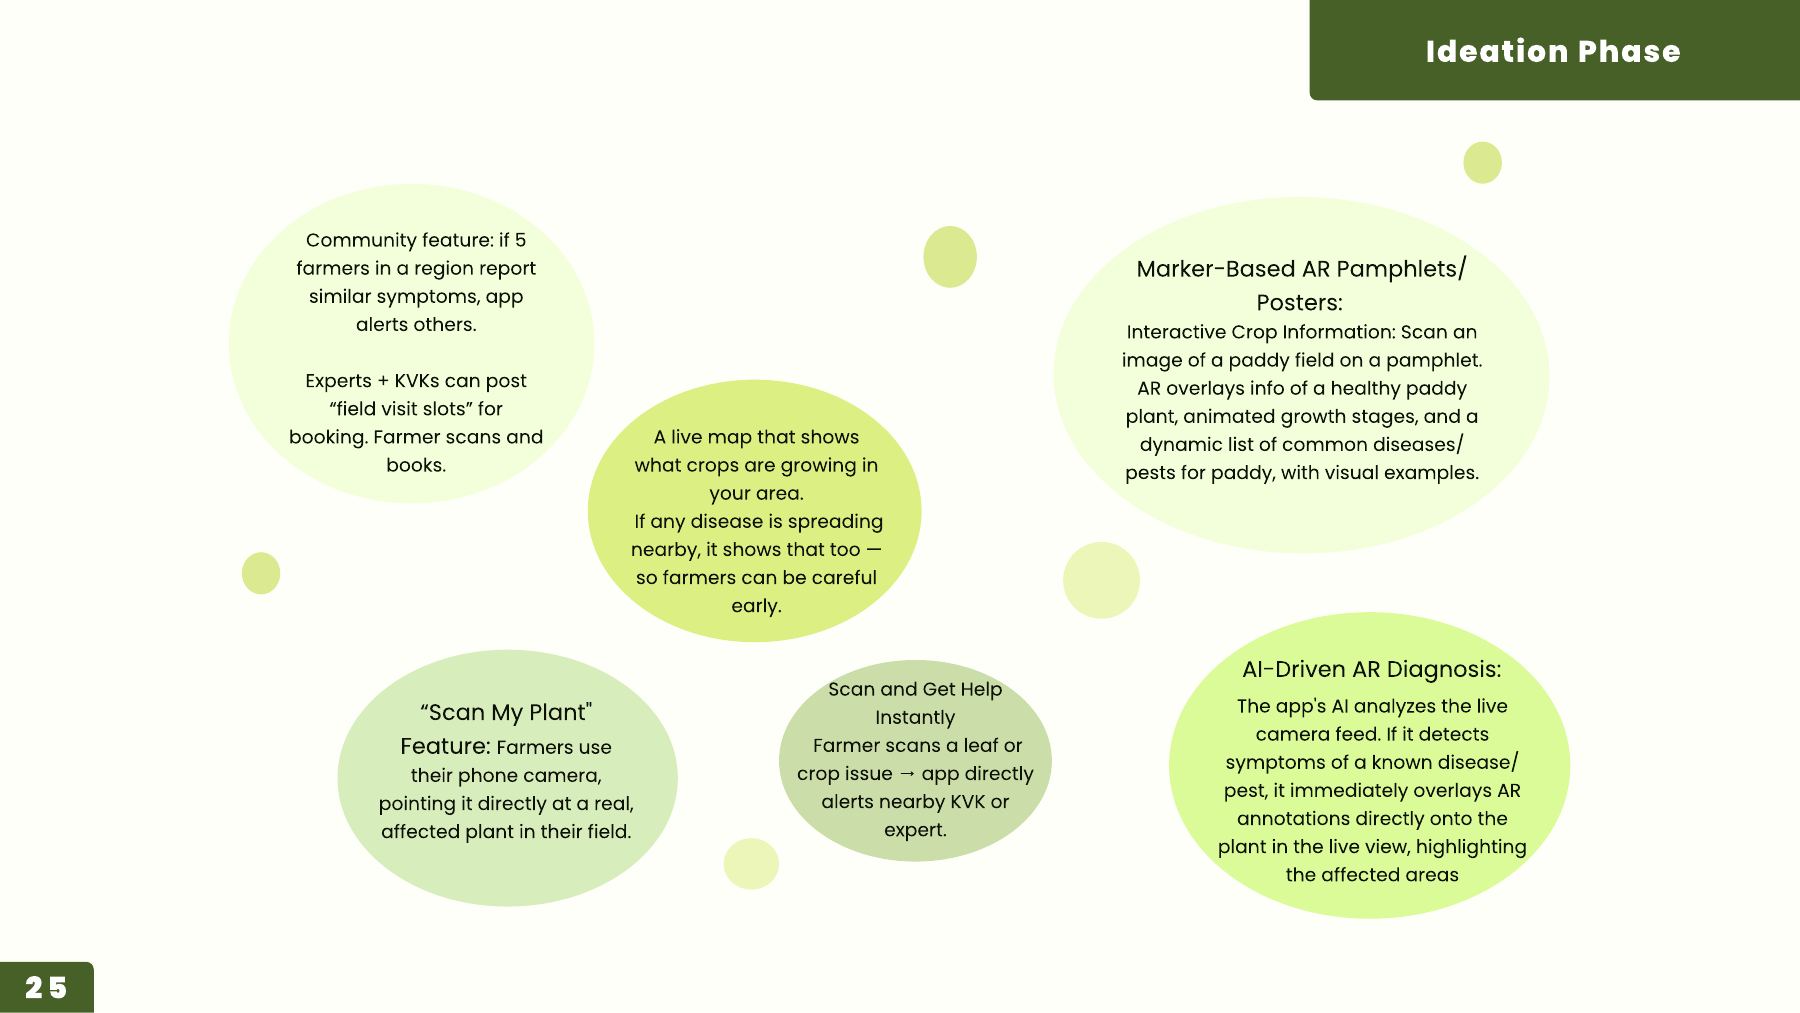 Ideation Phase
Community feature: if 5
farmers in a region report
similar symptoms, app
alerts others.
Experts + KVKs can post
“field visit slots” for
booking. Farmer scans and
books.
A live map that shows
what crops are growing in
your area.
If any disease is spreading
nearby, it shows that too —
so farmers can be careful
early.
Marker-Based AR Pamphlets/
Posters:
Interactive Crop Information: Scan an
image of a paddy field on a pamphlet.
AR overlays info of a healthy paddy
plant, animated growth stages, and a
dynamic list of common diseases/
pests for paddy, with visual examples.
“Scan My Plant"
Feature: Farmers use
their phone camera,
pointing it directly at a real,
affected plant in their field.
Scan and Get Help
Instantly
Farmer scans a leaf or
crop issue → app directly
alerts nearby KVK or
expert.
AI-Driven AR Diagnosis:
The app's AI analyzes the live
camera feed. If it detects
symptoms of a known disease/
pest, it immediately overlays AR
annotations directly onto the
plant in the live view, highlighting
the affected areas
25